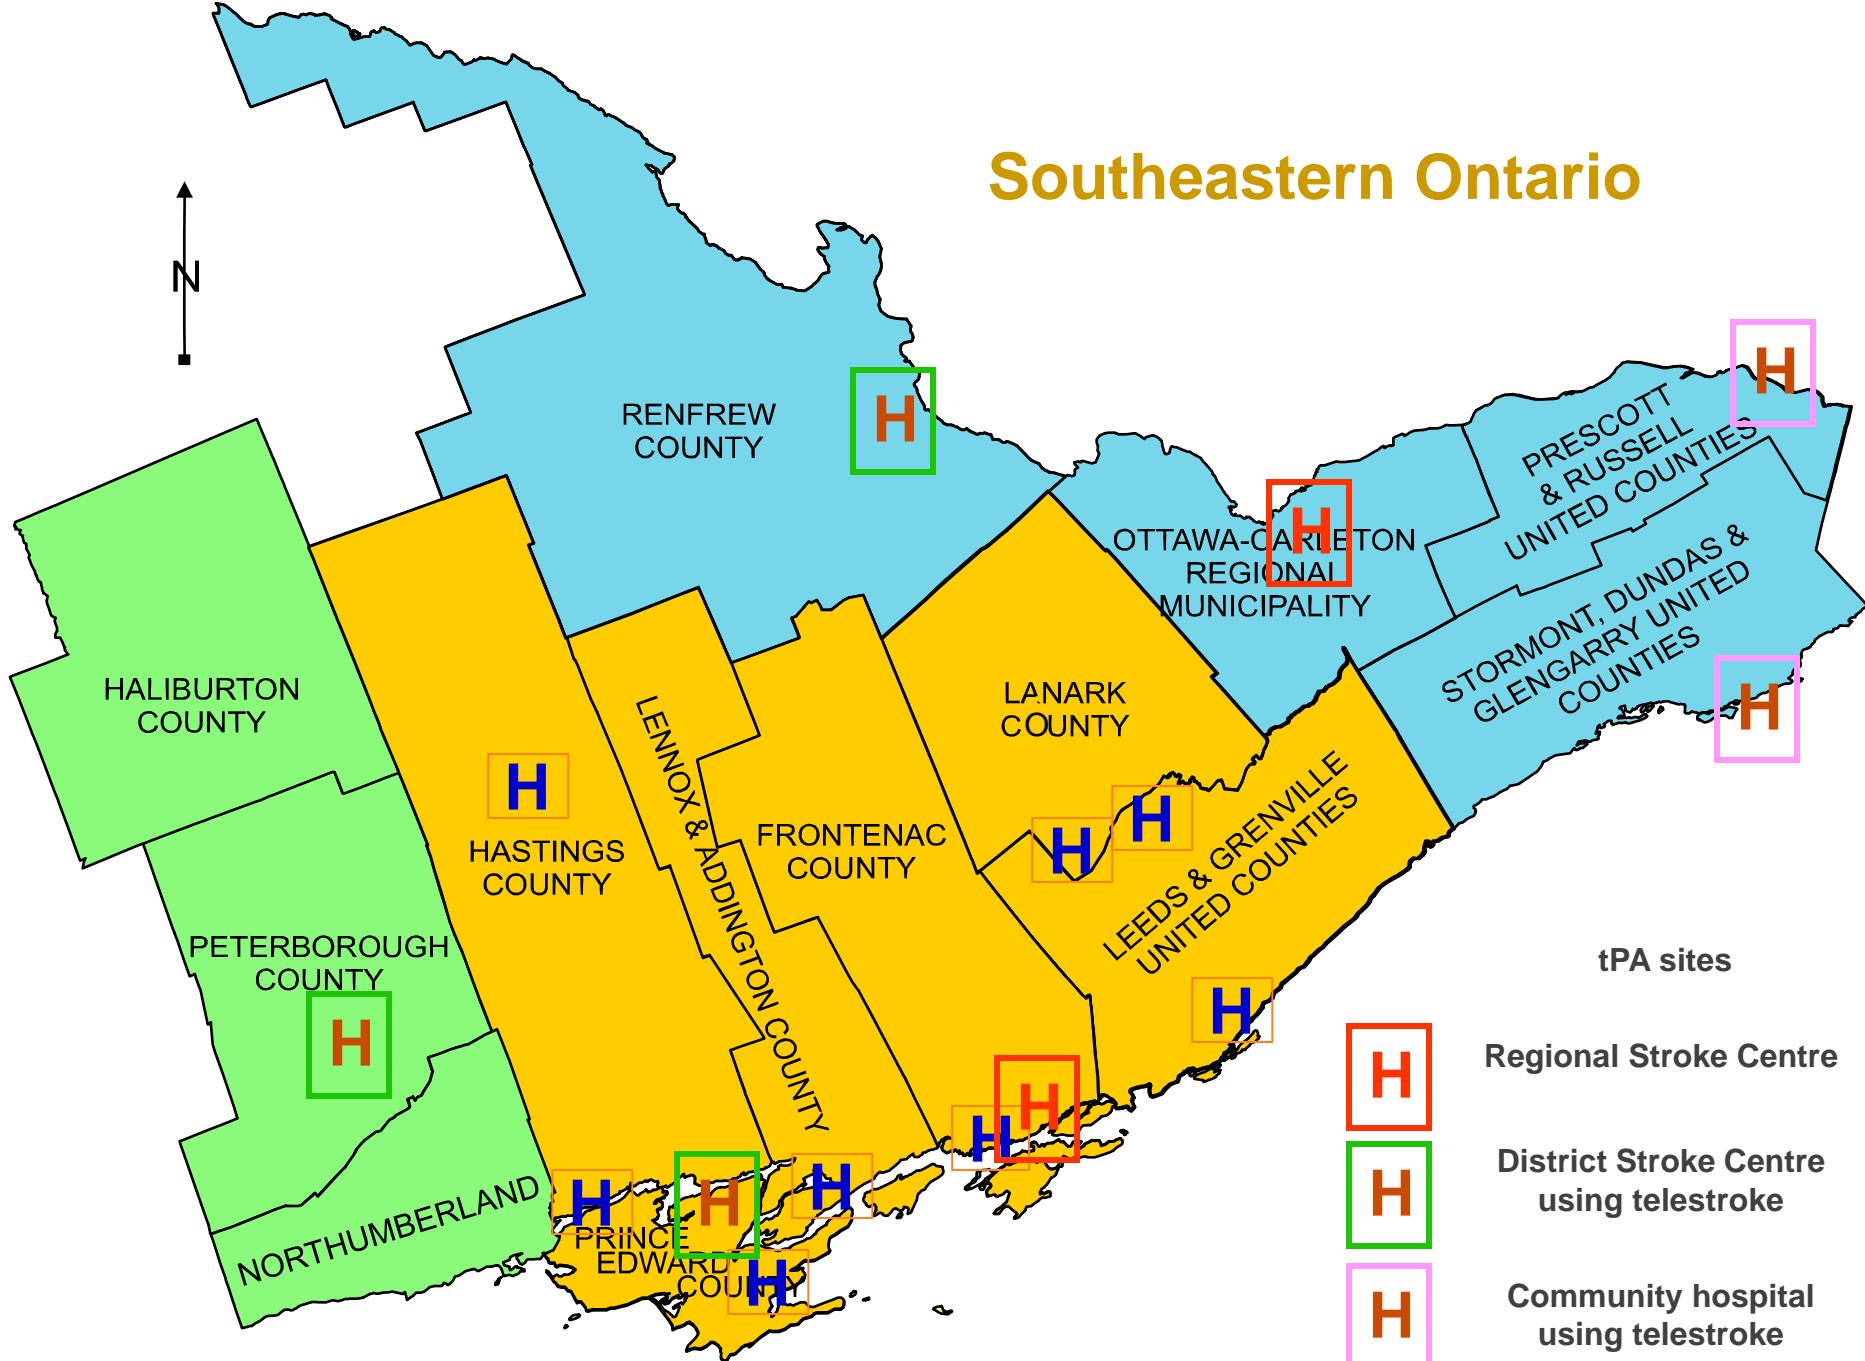 Southeastern Ontario
N
RENFREW
COUNTY
H
H
PRESCOTT
& RUSSELL
UNITED COUNTIES
H
OTTAWA-CARLETON
REGIONAL
MUNICIPALITY
STORMONT, DUNDAS &
GLENGARRY UNITED
COUNTIES
H
HALIBURTON
COUNTY
LANARK
COUNTY
LENNOX & ADDINGTON COUNTY
H
HASTINGS
COUNTY
FRONTENAC
COUNTY
H
H
LEEDS & GRENVILLE
UNITED COUNTIES
PETERBOROUGH
COUNTY
H
H
H
H
NORTHUMBERLAND
H
H
H
PRINCE
EDWARD
COUNTY
H
tPA sites
H
Regional Stroke Centre
H
District Stroke Centre
using telestroke
H
Community hospital
using telestroke